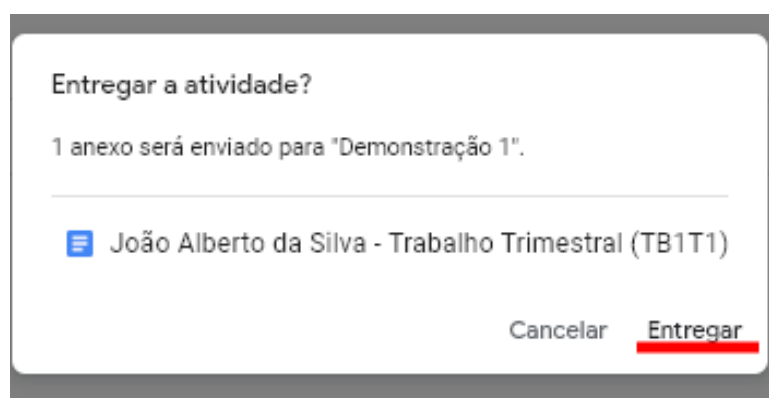 Entregar a atividade?
1 anexo será enviado para "Demonstração 1".
João Alberto da Silva - Trabalho Trimestral (TB1T1)
Cancelar Entregar